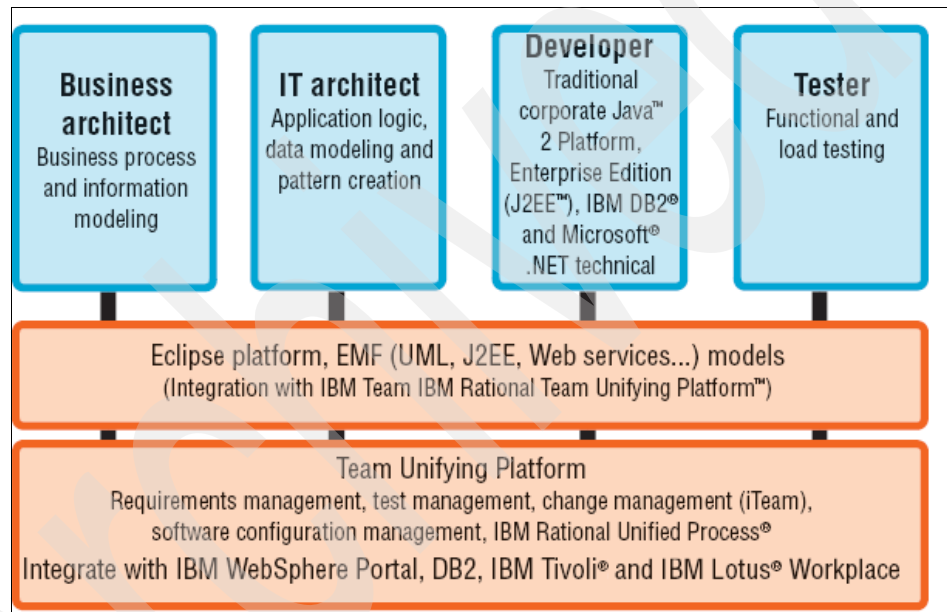 Business
architect
Business process
and information
modeling
IT architect
Application logic,
data modeling and
pattern creation
Developer
Traditional
corporate Java™
2 Platform,
Enterprise Edition
(J2EE™), IBM DB2®
and Microsoft®
.NET technical
Tester
Functional and
load testing
Eclipse platform, EMF (UML, J2EE, Web services...) models
(Integration with IBM Team IBM Rational Team Unifying Platform™)
Team Unifying Platform
Requirements management, test management, change management (iTeam),
software configuration management, IBM Rational Unified Process®
Integrate with IBM WebSphere Portal, DB2, IBM Tivoli® and IBM Lotus® Workplace